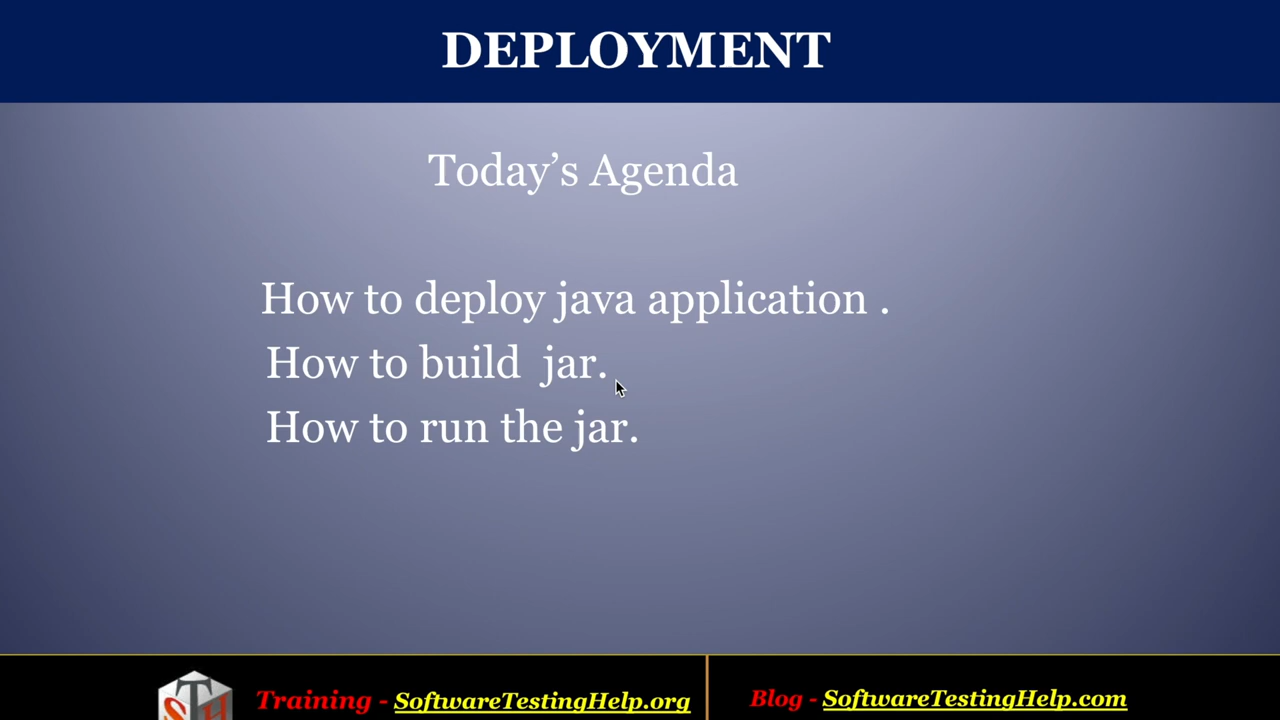 DEPLOYMENT
Today’s Agenda
How to deploy java application .
How to build  jar.
How to run the jar.
STH
Training - SoftwareTestingHelp.org
Blog - SoftwareTestingHelp.com